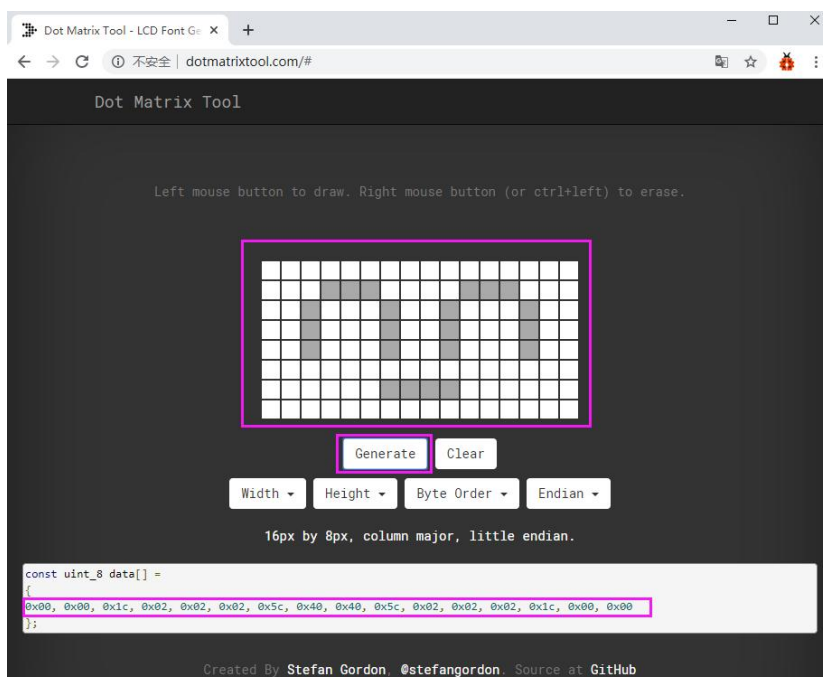 Dot Matrix Tool - LCD Font Ge
不安全 | dotmatrixtool.com/#
Dot Matrix Tool
Left mouse button to draw. Right mouse button (or ctrl+left) to erase.
Generate Clear
Width Height Byte Order Endian
16px by 8px, column major, little endian.
const uint_8 data[] =
{
0x00, 0x00, 0x1c, 0x02, 0x02, 0x02, 0x5c, 0x40, 0x40, 0x5c, 0x02, 0x02, 0x02, 0x1c, 0x00, 0x00
};
Created By Stefan Gordon, @stefangordon. Source at GitHub